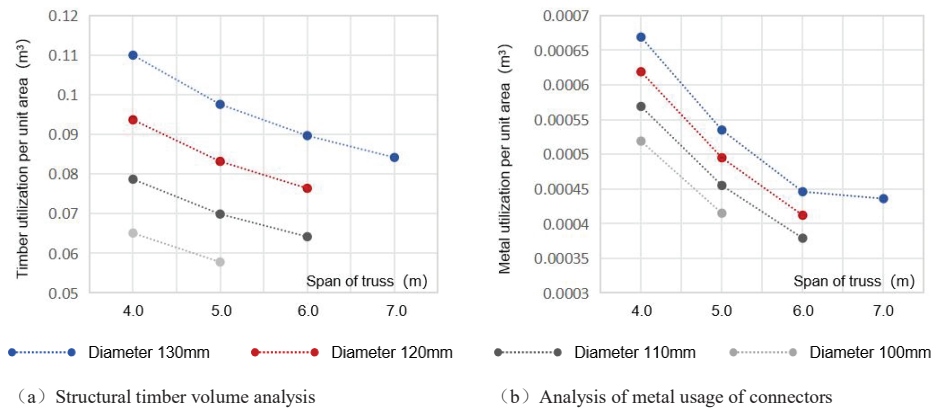 0.12
0.11
0.1
0.09
0.08
0.07
0.06
0.05
Timber utilization per unit area (m³)
Span of truss (m)
4.0 5.0 6.0 7.0
0.0007
0.00065
0.0006
0.00055
0.0005
0.00045
0.0004
0.00035
0.0003
Metal utilization per unit area (m³)
Span of truss (m)
4.0 5.0 6.0 7.0
Diameter 130mm Diameter 120mm Diameter 110mm Diameter 100mm
（a）Structural timber volume analysis
（b）Analysis of metal usage of connectors